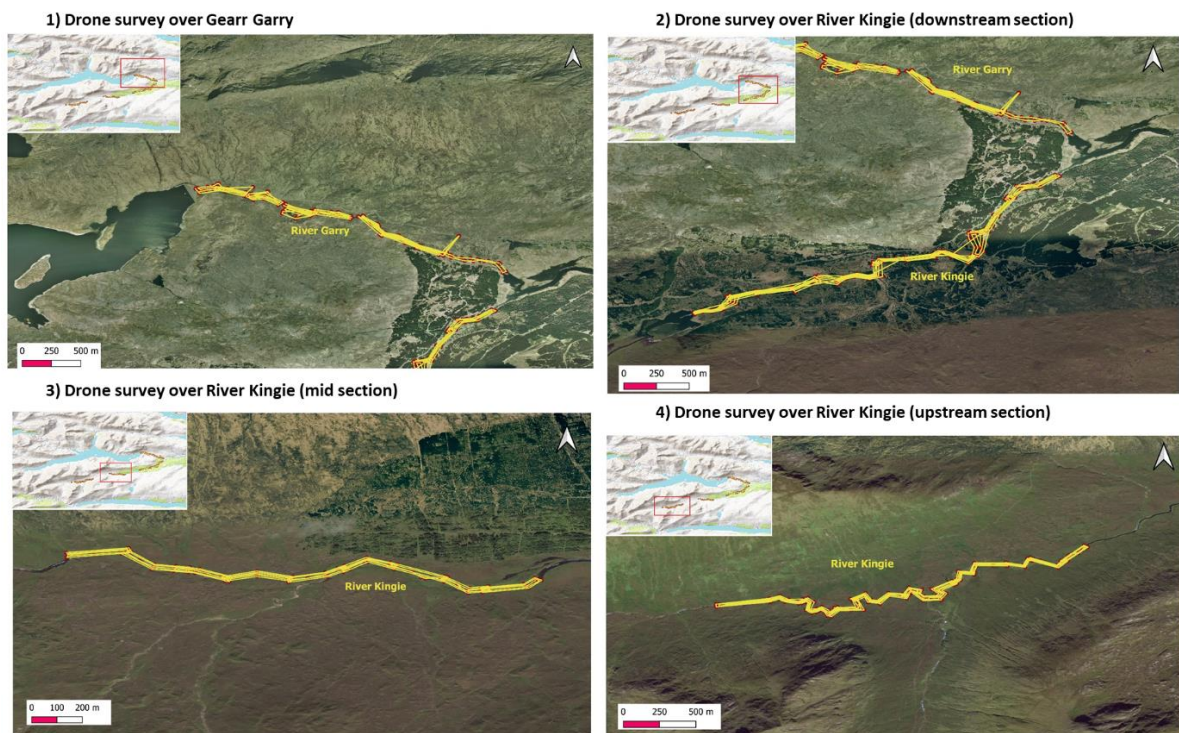 1) Drone survey over Gearr Garry
River Garry
0 250 500 m
2) Drone survey over River Kingie (downstream section)
River Garry
River Kingie
0 250 500 m
3) Drone survey over River Kingie (mid section)
River Kingie
0 100 200 m
4) Drone survey over River Kingie (upstream section)
River Kingie
0 250 500 m